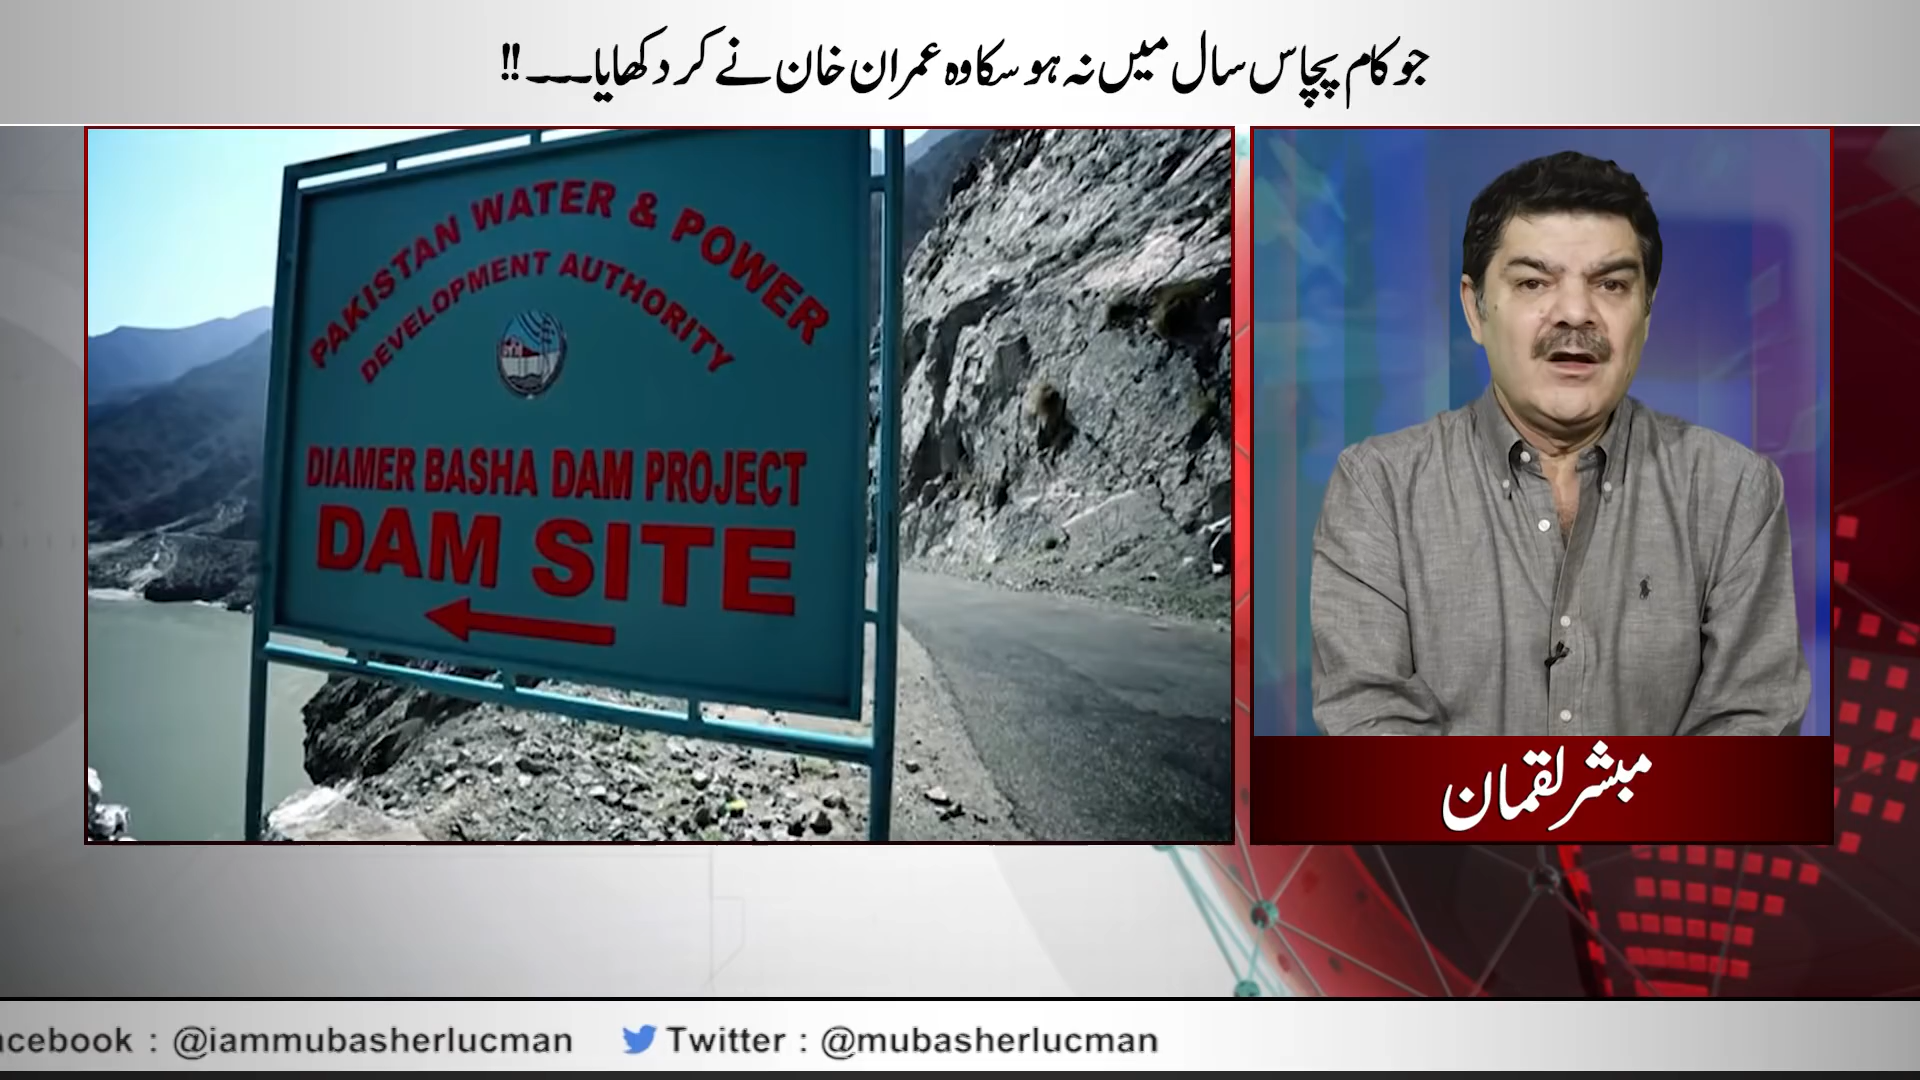 جو کام پچاس سال میں نہ ہو سکا وہ عمران خان نے کر دکھایا۔۔۔!!
PAKISTAN WATER & POWER
DEVELOPMENT AUTHORITY
DIAMER BASHA DAM PROJECT
DAM SITE
مبشر لقمان
acebook : @iammubasherlucman Twitter : @mubasherlucman